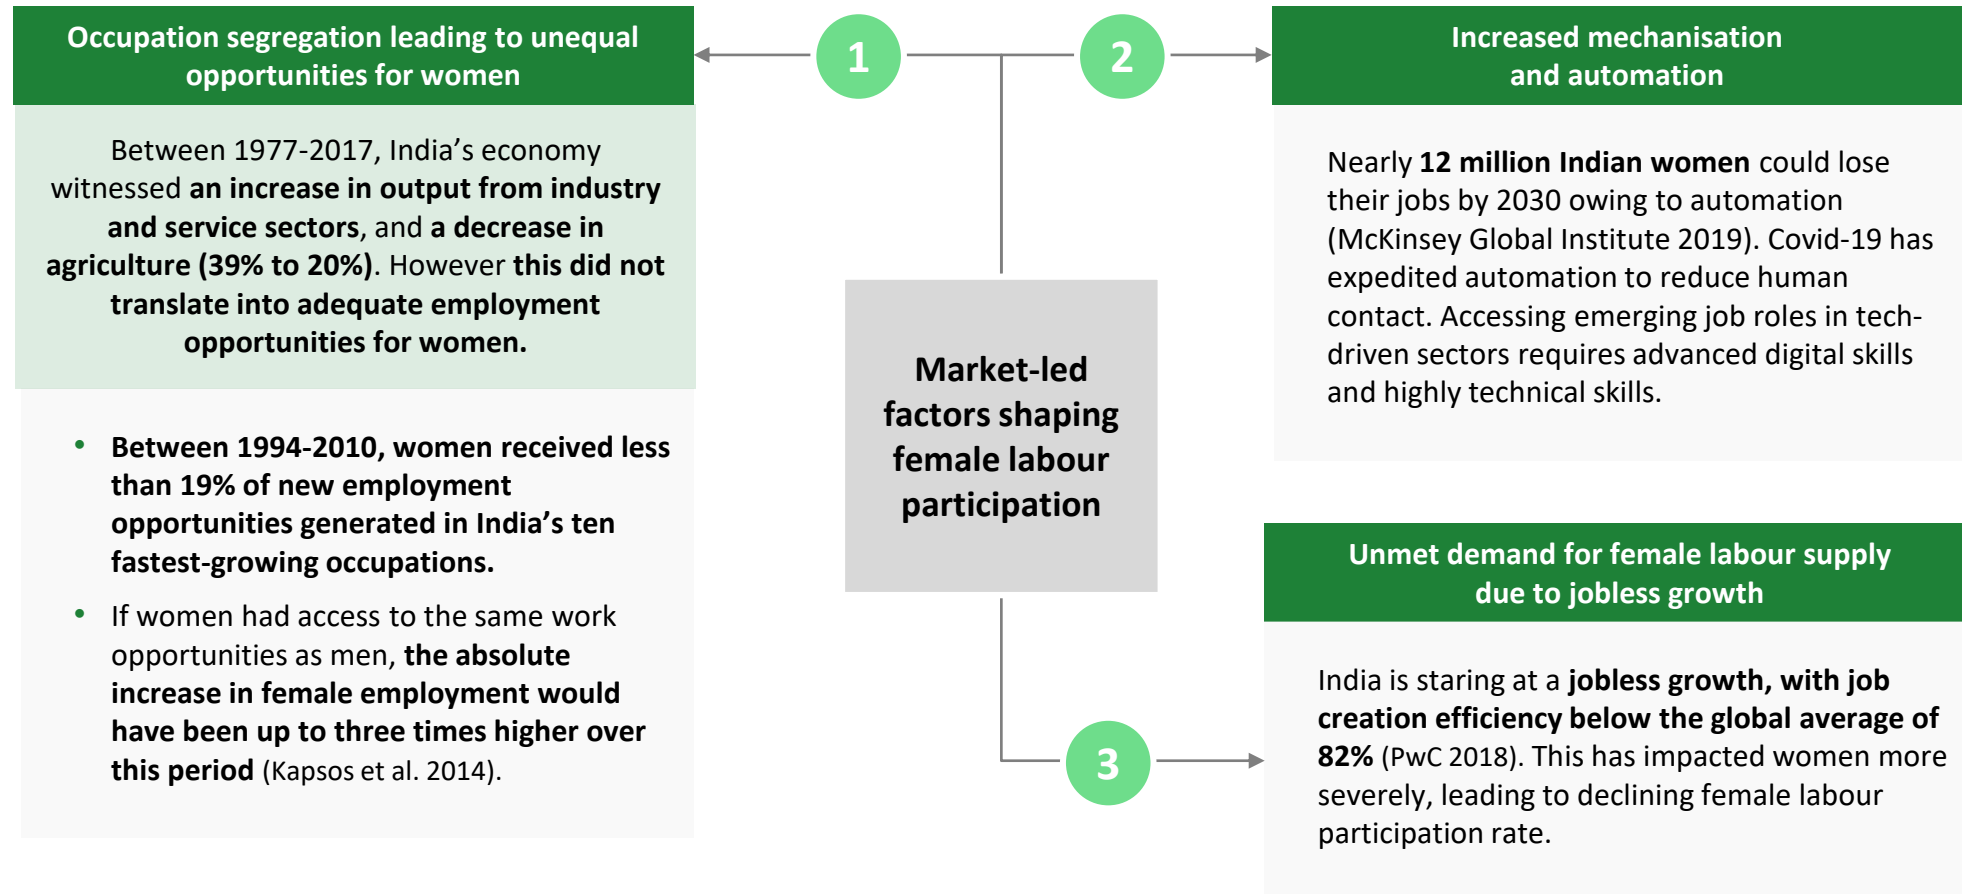 Occupation segregation leading to unequal
opportunities for women
Between 1977-2017, India’s economy
witnessed an increase in output from industry
and service sectors, and a decrease in
agriculture (39% to 20%). However this did not
translate into adequate employment
opportunities for women.
• Between 1994-2010, women received less
than 19% of new employment
opportunities generated in India’s ten
fastest-growing occupations.
• If women had access to the same work
opportunities as men, the absolute
increase in female employment would
have been up to three times higher over
this period (Kapsos et al. 2014).
1
2
Market-led
factors shaping
female labour
participation
3
Increased mechanisation
and automation
Nearly 12 million Indian women could lose
their jobs by 2030 owing to automation
(McKinsey Global Institute 2019). Covid-19 has
expedited automation to reduce human
contact. Accessing emerging job roles in tech-
driven sectors requires advanced digital skills
and highly technical skills.
Unmet demand for female labour supply
due to jobless growth
India is staring at a jobless growth, with job
creation efficiency below the global average of
82% (PwC 2018). This has impacted women more
severely, leading to declining female labour
participation rate.